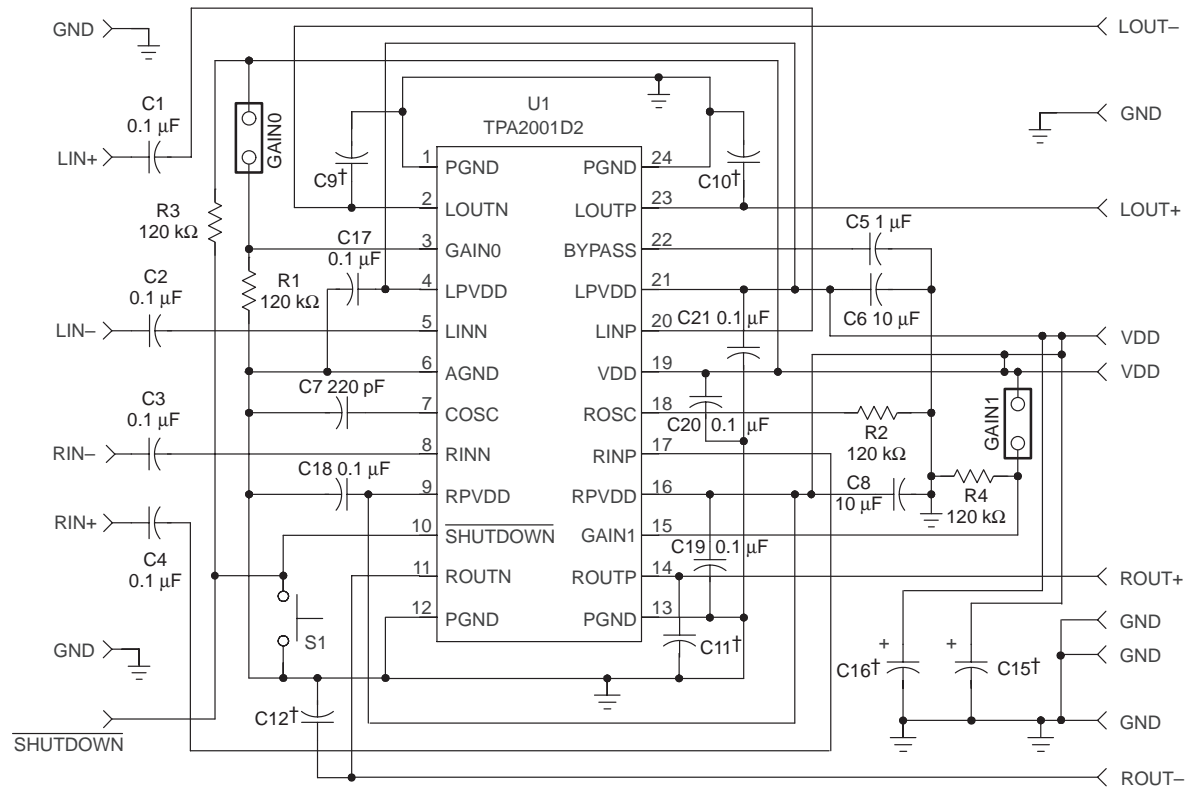 GND
LOUT–
U1
TPA2001D2
C1
0.1 µF
GAIN0
GND
LIN+
1
PGND
PGND
24
C9†
C10†
R3
120 kΩ
2
LOUTN
LOUTP
23
LOUT+
C17
0.1 µF
3
GAIN0
BYPASS
22
C5 1 µF
C2
0.1 µF
R1
120 kΩ
4
LPVDD
LPVDD
21
C6 10 µF
C21 0.1 µF
LIN–
5
LINN
LINP
20
VDD
6
AGND
VDD
19
VDD
C7 220 pF
C3
0.1 µF
7
COSC
ROSC
18
C20 0.1 µF
R2
120 kΩ
GAIN1
RIN–
8
RINN
RINP
17
C18 0.1 µF
9
RPVDD
RPVDD
16
C8
10 µF
R4
120 kΩ
RIN+
C4
0.1 µF
10
SHUTDOWN
GAIN1
15
C19 0.1 µF
11
ROUTN
ROUTP
14
ROUT+
12
PGND
PGND
13
GND
S1
C11†
GND
GND
+
C16†
+
C15†
C12†
GND
SHUTDOWN
ROUT–